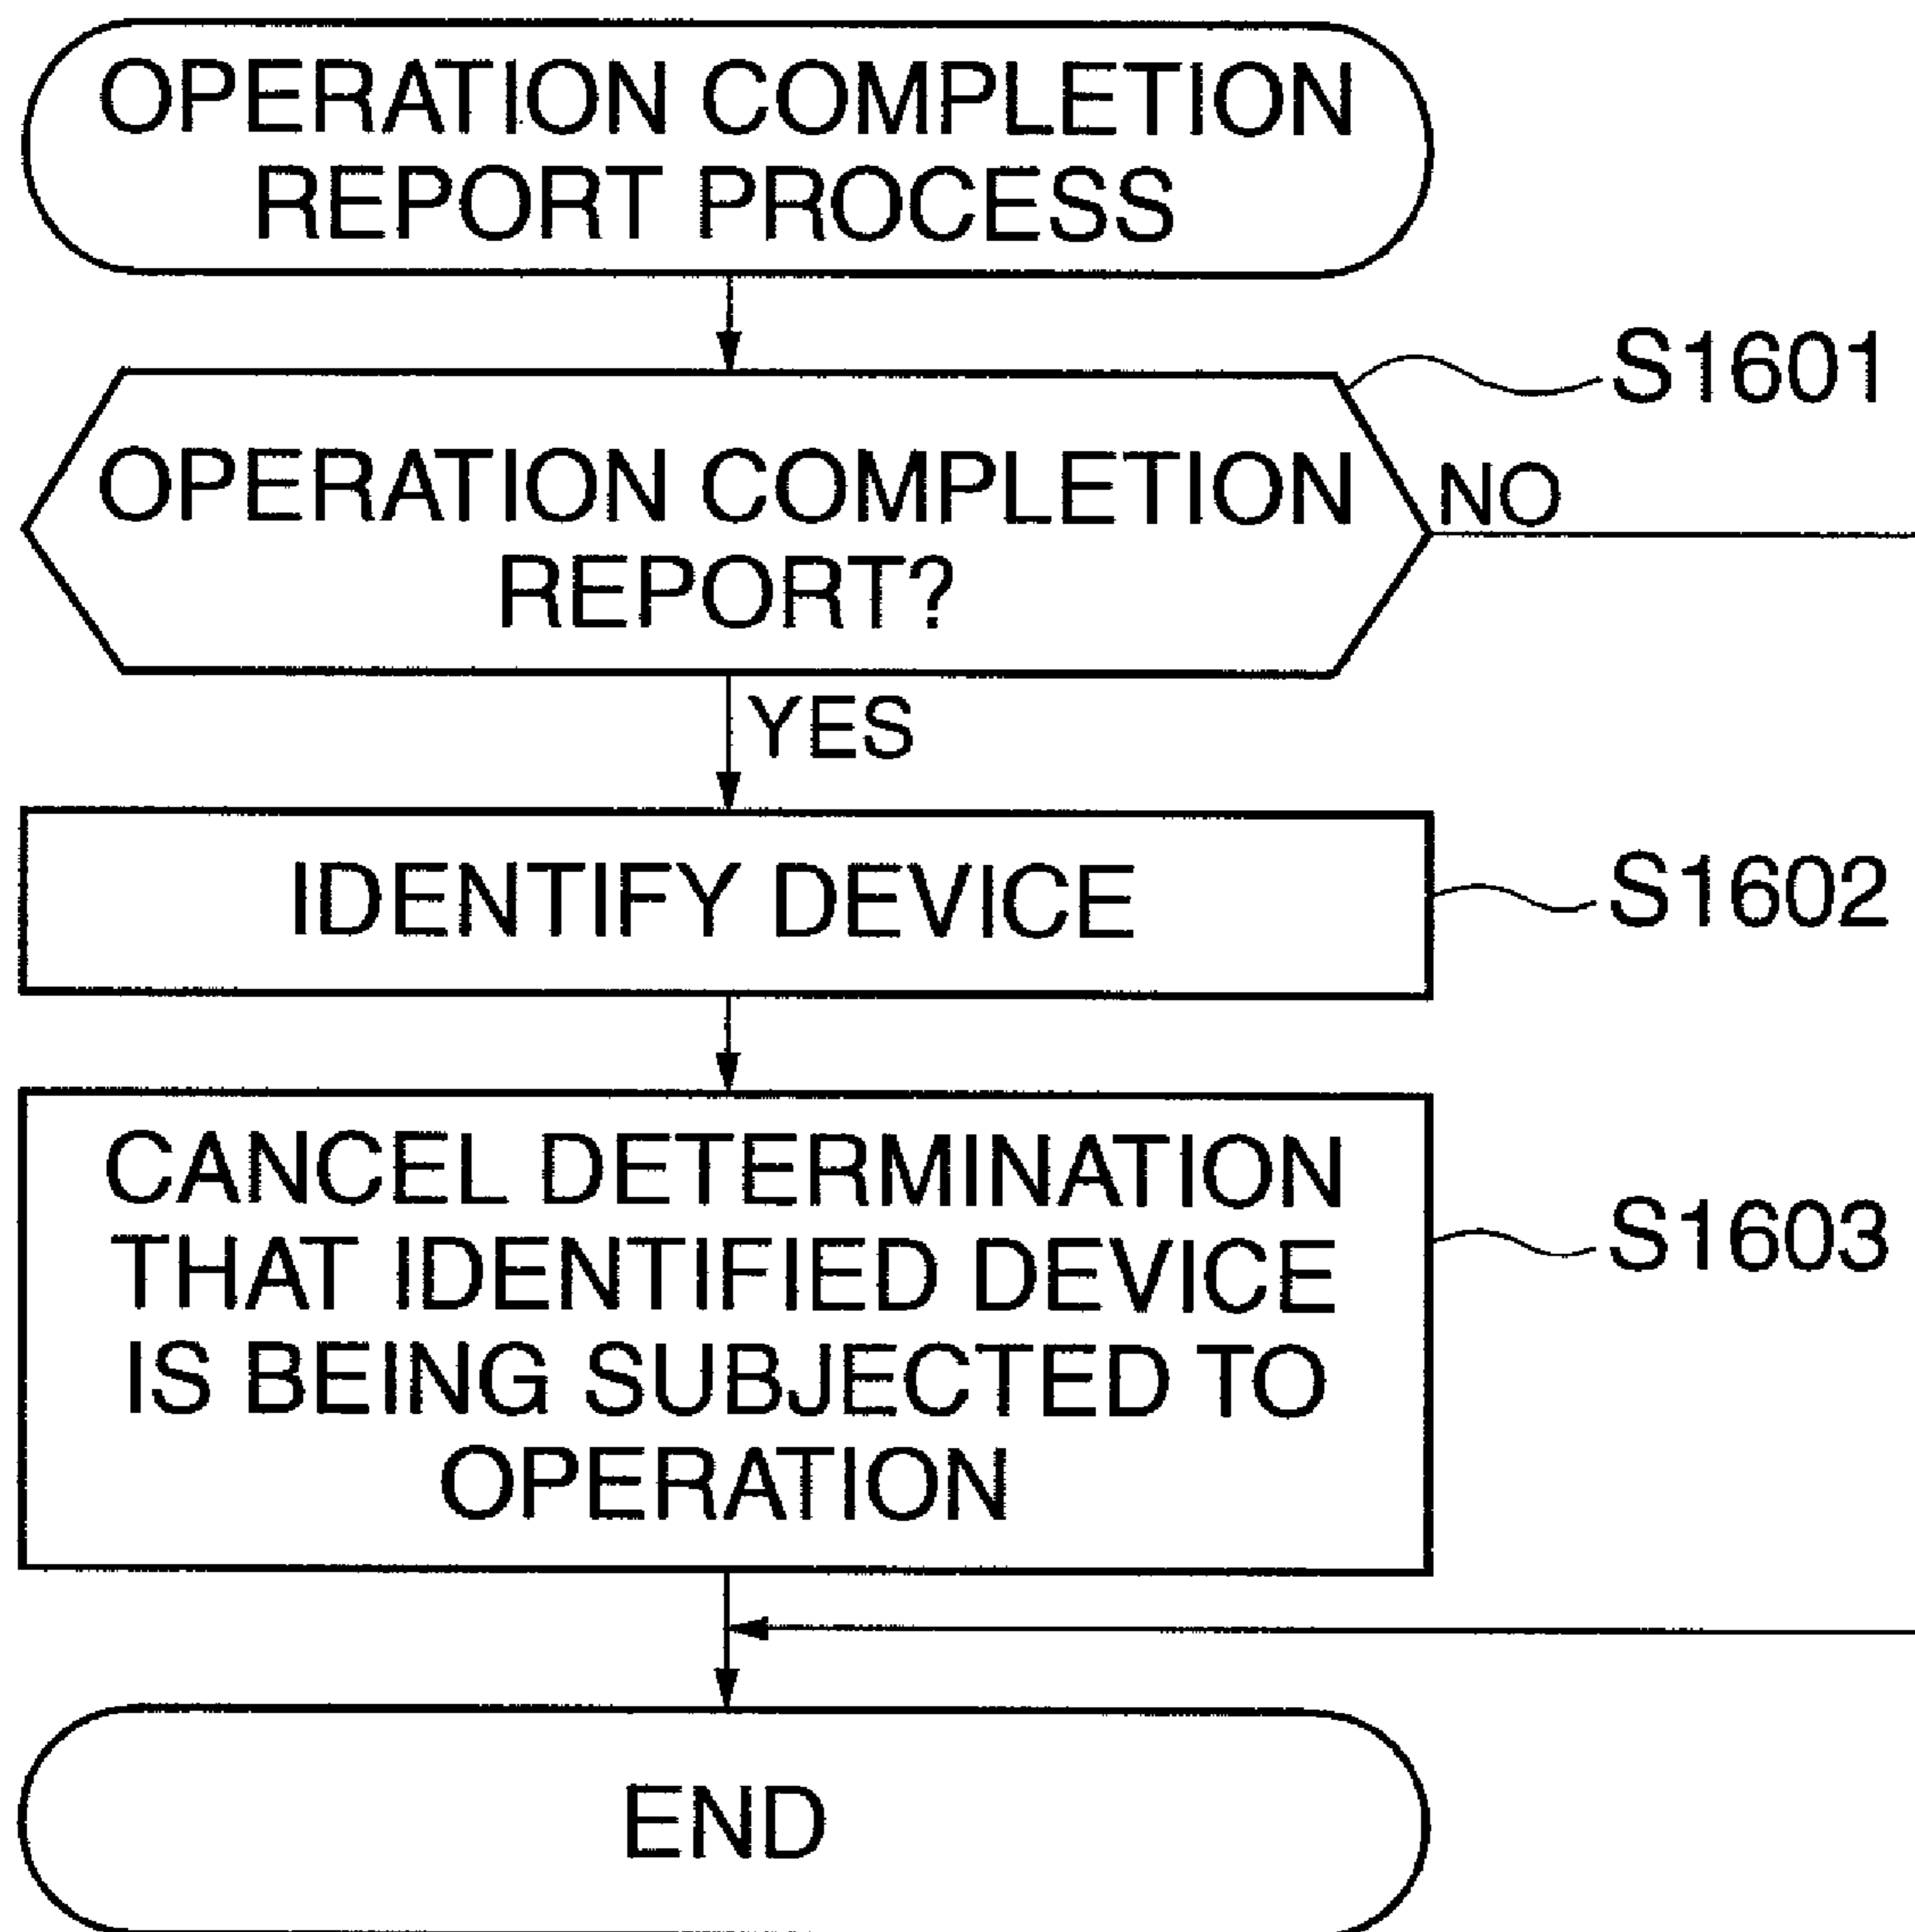 OPERATION COMPLETION
REPORT PROCESS
S1601
OPERATION COMPLETION
REPORT?
NO
YES
IDENTIFY DEVICE
S1602
CANCEL DETERMINATION
THAT IDENTIFIED DEVICE
IS BEING SUBJECTED TO
OPERATION
S1603
END